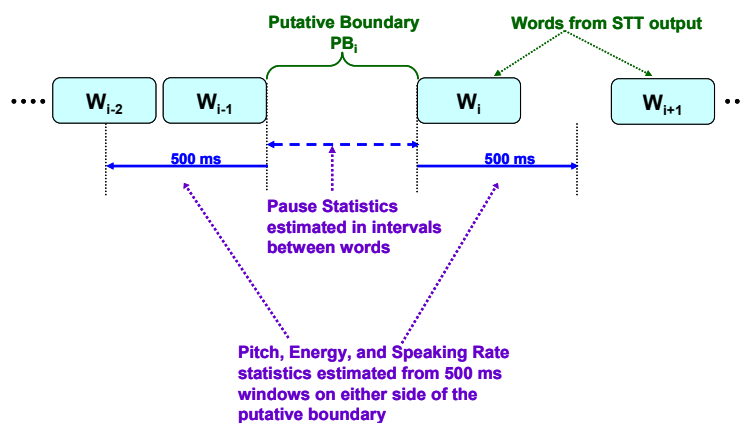 Putative Boundary
PBi
Words from STT output
.... Wi-2 Wi-1 Wi Wi+1 ..
500 ms 500 ms
Pause Statistics
estimated in intervals
between words
Pitch, Energy, and Speaking Rate
statistics estimated from 500 ms
windows on either side of the
putative boundary